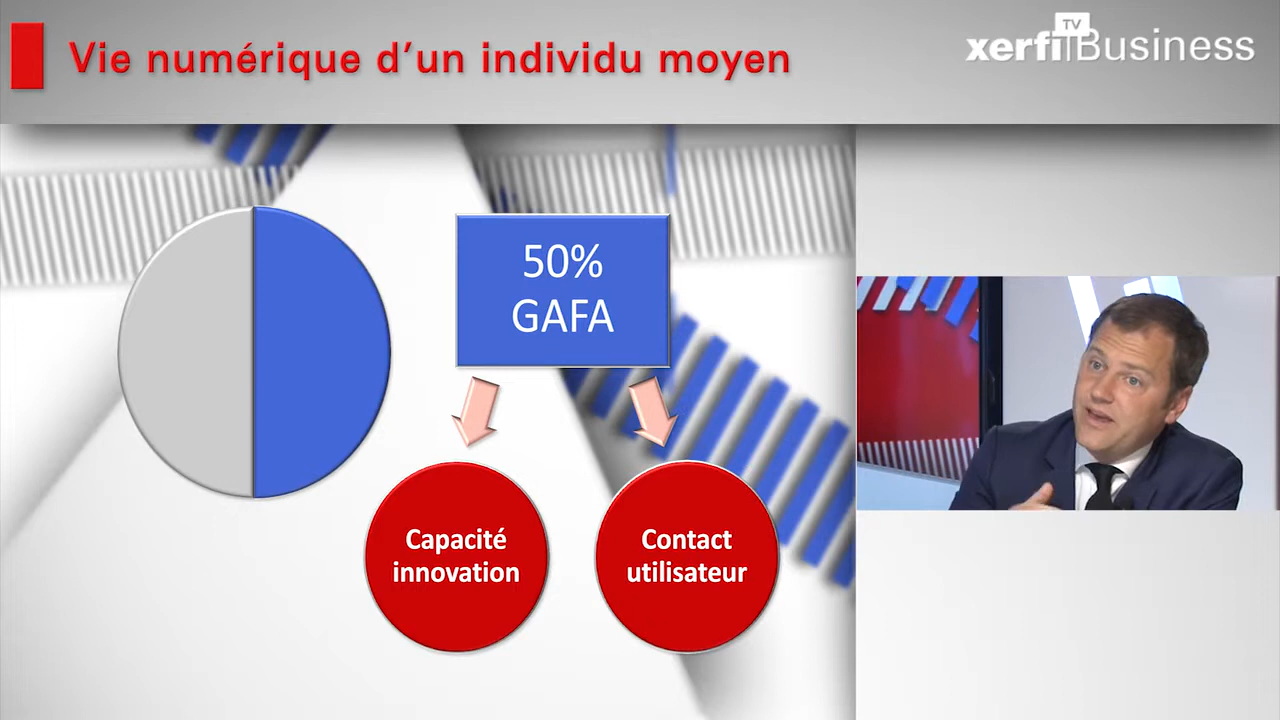 Vie numérique d'un individu moyen
xerfi TV Business
50%
GAFA
Capacité
innovation
Contact
utilisateur